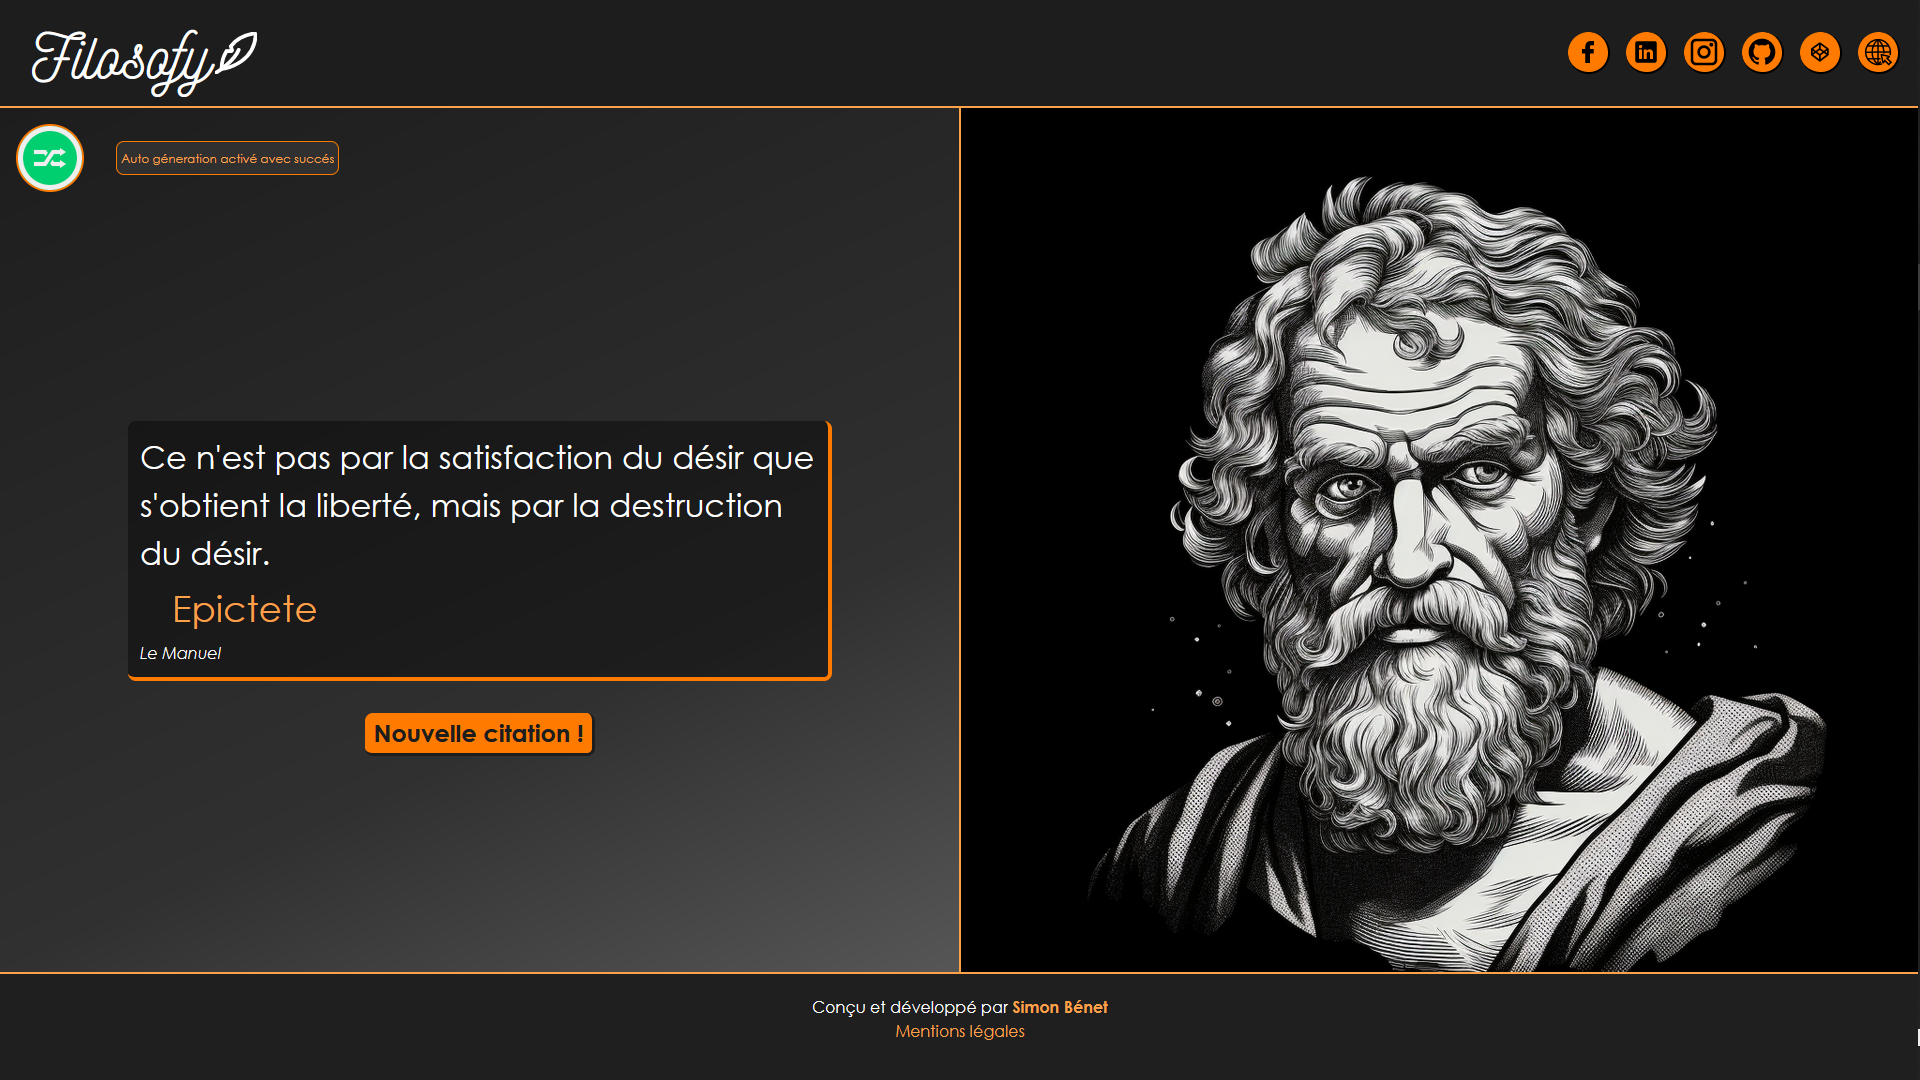 Filosofy
Auto géneration activé avec succés
Ce n'est pas par la satisfaction du désir que
s'obtient la liberté, mais par la destruction
du désir.
Epictete
Le Manuel
Nouvelle citation !
Conçu et développé par Simon Bénet
Mentions légales